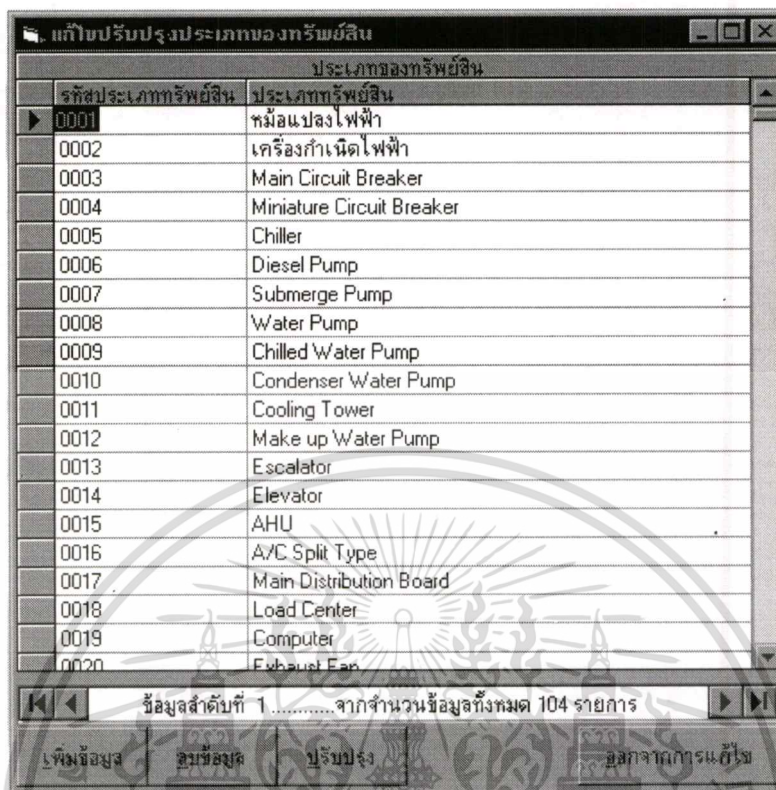 แก้ไขปรับปรุงประเภทของทรัพย์สิน
ประเภทของทรัพย์สิน
รหัสประเภททรัพย์สิน ประเภททรัพย์สิน
0001 หม้อแปลงไฟฟ้า
0002 เครื่องกำเนิดไฟฟ้า
0003 Main Circuit Breaker
0004 Miniature Circuit Breaker
0005 Chiller
0006 Diesel Pump
0007 Submerge Pump
0008 Water Pump
0009 Chilled Water Pump
0010 Condenser Water Pump
0011 Cooling Tower
0012 Make up Water Pump
0013 Escalator
0014 Elevator
0015 AHU
0016 A/C Split Type
0017 Main Distribution Board
0018 Load Center
0019 Computer
0020 Exhaust Fan
ข้อมูลลำดับที่ 1 ............จากจำนวนข้อมูลทั้งหมด 104 รายการ
เพิ่มข้อมูล ลบข้อมูล ปรับปรุง ออกจากการแก้ไข